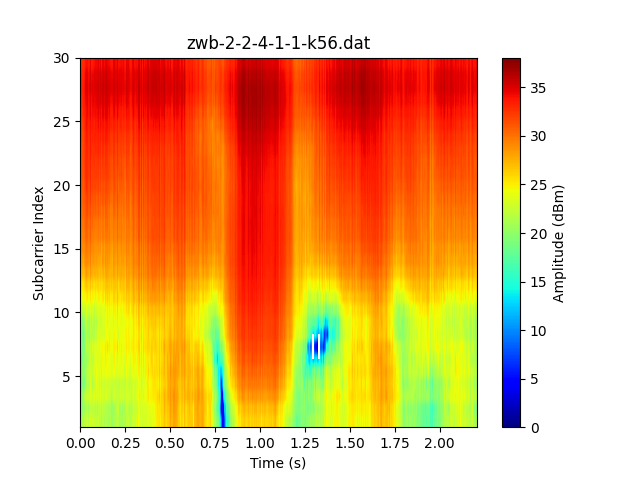 zwb-2-2-4-1-1-k56.dat
30
25
20
15
10
5
Subcarrier Index
0.00 0.25 0.50 0.75 1.00 1.25 1.50 1.75 2.00
Time (s)
35
30
25
20
15
10
5
0
Amplitude (dBm)